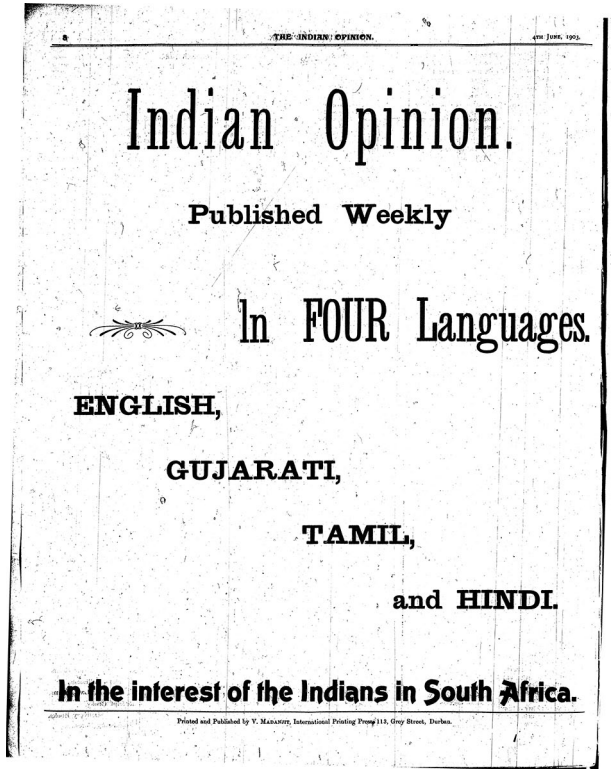 8 THE INDIAN OPINION. 4TH JUNE, 1903.
Indian Opinion.
Published Weekly
In FOUR Languages.
ENGLISH,
GUJARATI,
TAMIL,
and HINDI.
In the interest of the Indians in South Africa.
Printed and Published by V. MADANJIT, International Printing Press 113, Grey Street, Durban.